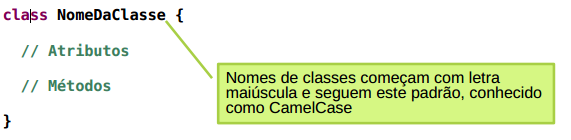 class NomeDaClasse {
// Atributos
// Métodos
}
Nomes de classes começam com letra
maiúscula e seguem este padrão, conhecido
como CamelCase